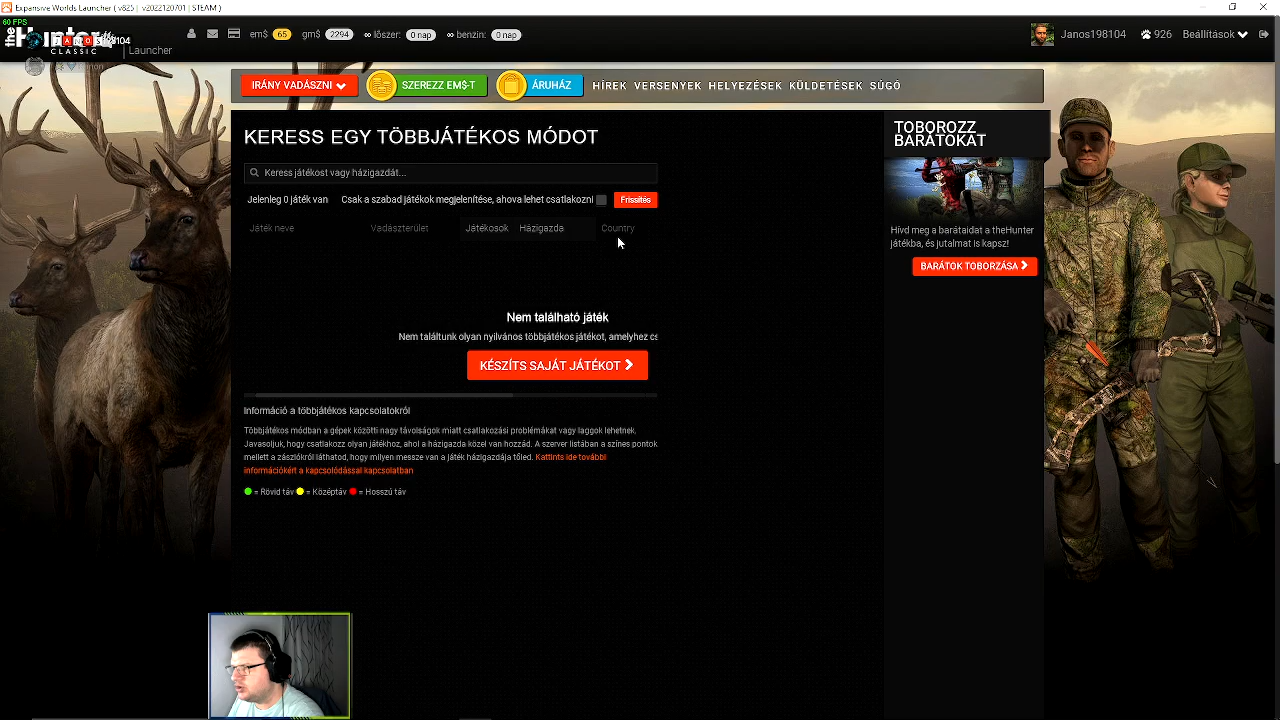 Expansive Worlds Launcher ( v825 | v2022120701 | STEAM )
60 FPS
theHunter
CLASSIC
Launcher
em$ 65 gm$ 2294 ∞ lőszer: 0 nap ∞ benzin: 0 nap
Janos198104 926 Beállítások
IRÁNY VADÁSZNI SZEREZZ EM$-T ÁRUHÁZ HÍREK VERSENYEK HELYEZÉSEK KÜLDETÉSEK SÚGÓ
KERESS EGY TÖBBJÁTÉKOS MÓDOT
Keress játékost vagy házigazdát...
Jelenleg 0 játék van Csak a szabad játékok megjelenítése, ahova lehet csatlakozni Frissítés
Játék neve Vadászterület Játékosok Házigazda Country
Nem található játék
Nem találtunk olyan nyilvános többjátékos játékot, amelyhez cs
KÉSZÍTS SAJÁT JÁTÉKOT
Információ a többjátékos kapcsolatokról
Többjátékos módban a gépek közötti nagy távolságok miatt csatlakozási problémákat vagy laggok lehetnek.
Javasoljuk, hogy csatlakozz olyan játékhoz, ahol a házigazda közel van hozzád. A szerver listában a színes pontok
mellett a zászlókról láthatod, hogy milyen messze van a játék házigazdája tőled. Kattints ide további
információkért a kapcsolódással kapcsolatban
= Rövid táv = Középtáv = Hosszú táv
TOBOROZZ
BARÁTOKAT
Hívd meg a barátaidat a theHunter
játékba, és jutalmat is kapsz!
BARÁTOK TOBORZÁSA